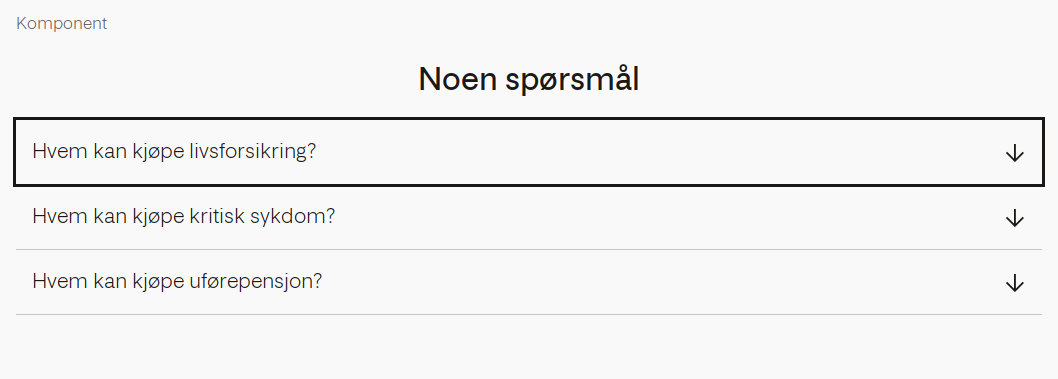 Komponent
Noen spørsmål
Hvem kan kjøpe livsforsikring?
Hvem kan kjøpe kritisk sykdom?
Hvem kan kjøpe uførepensjon?